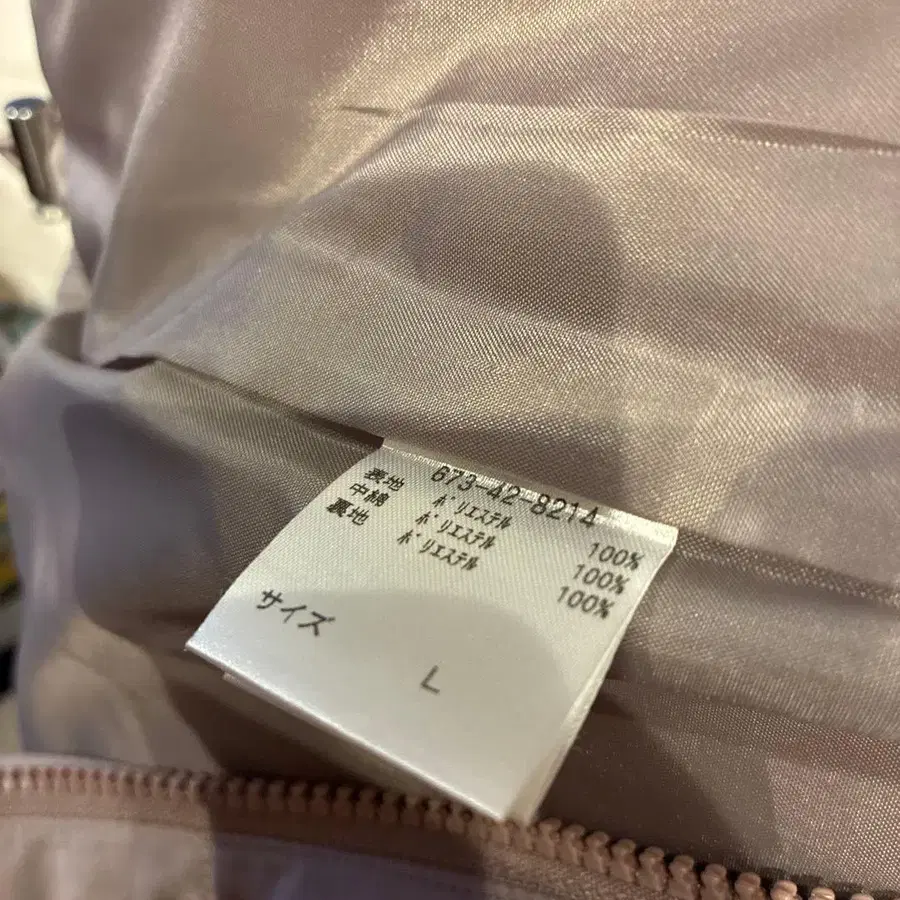 673-42-8214
表地 ポリエステル 100%
中綿 ポリエステル 100%
裏地 ポリエステル 100%
サイズ
L